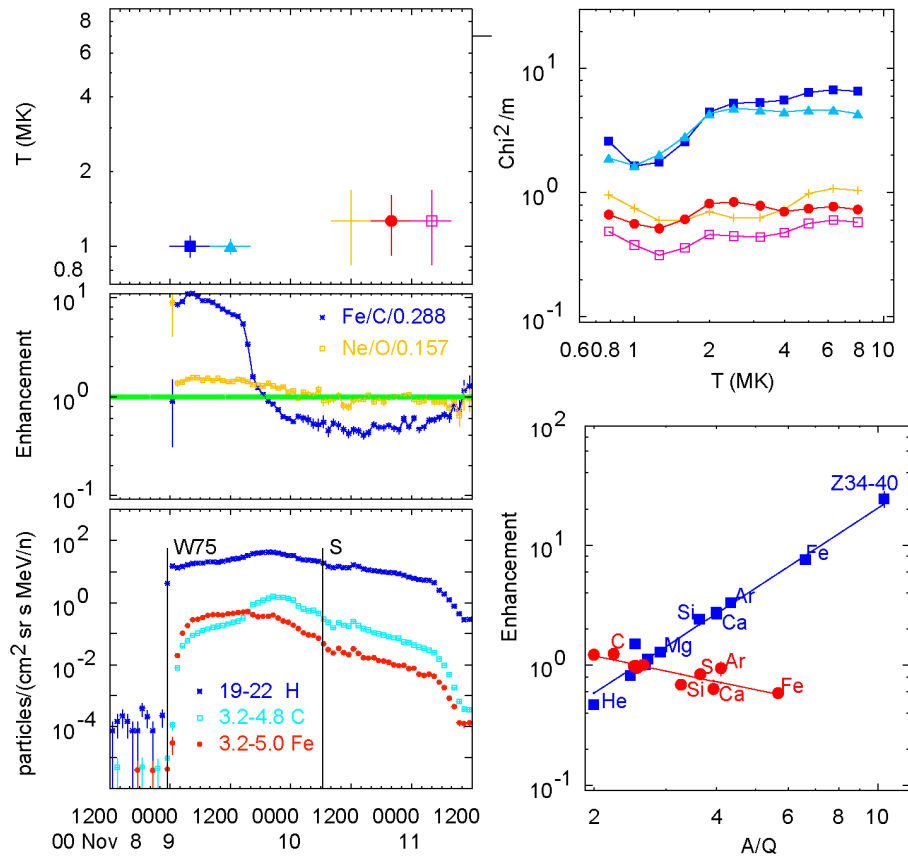 T (MK)
8
6
4
2
1
0.8
Enhancement
10^1
10^0
10^-1
Fe/C/0.288
Ne/O/0.157
particles/(cm^2 sr s MeV/n)
10^2
10^0
10^-2
10^-4
W75
S
19-22 H
3.2-4.8 C
3.2-5.0 Fe
1200 0000 1200 0000 1200 0000 1200
00 Nov 8 9 10 11
Chi^2/m
10^1
10^0
10^-1
0.6 0.8 1 2 4 6 8 10
T (MK)
Enhancement
10^2
10^1
10^0
10^-1
Z34-40
Fe
Si
Ar
Ca
Mg
C
S
Ar
He
Si
Ca
Fe
2 4 6 8 10
A/Q